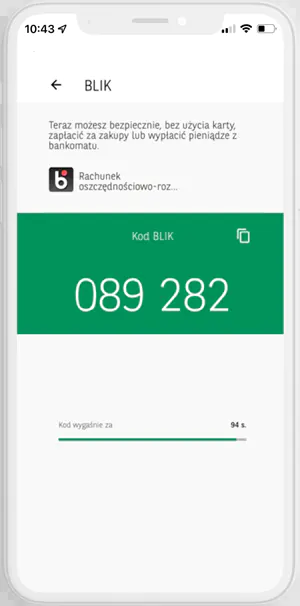 10:43
BLIK
Teraz możesz bezpiecznie, bez użycia karty,
zapłacić za zakupy lub wypłacić pieniądze z
bankomatu.
Rachunek
oszczędnościowo-roz...
Kod BLIK
089 282
Kod wygaśnie za 94 s.